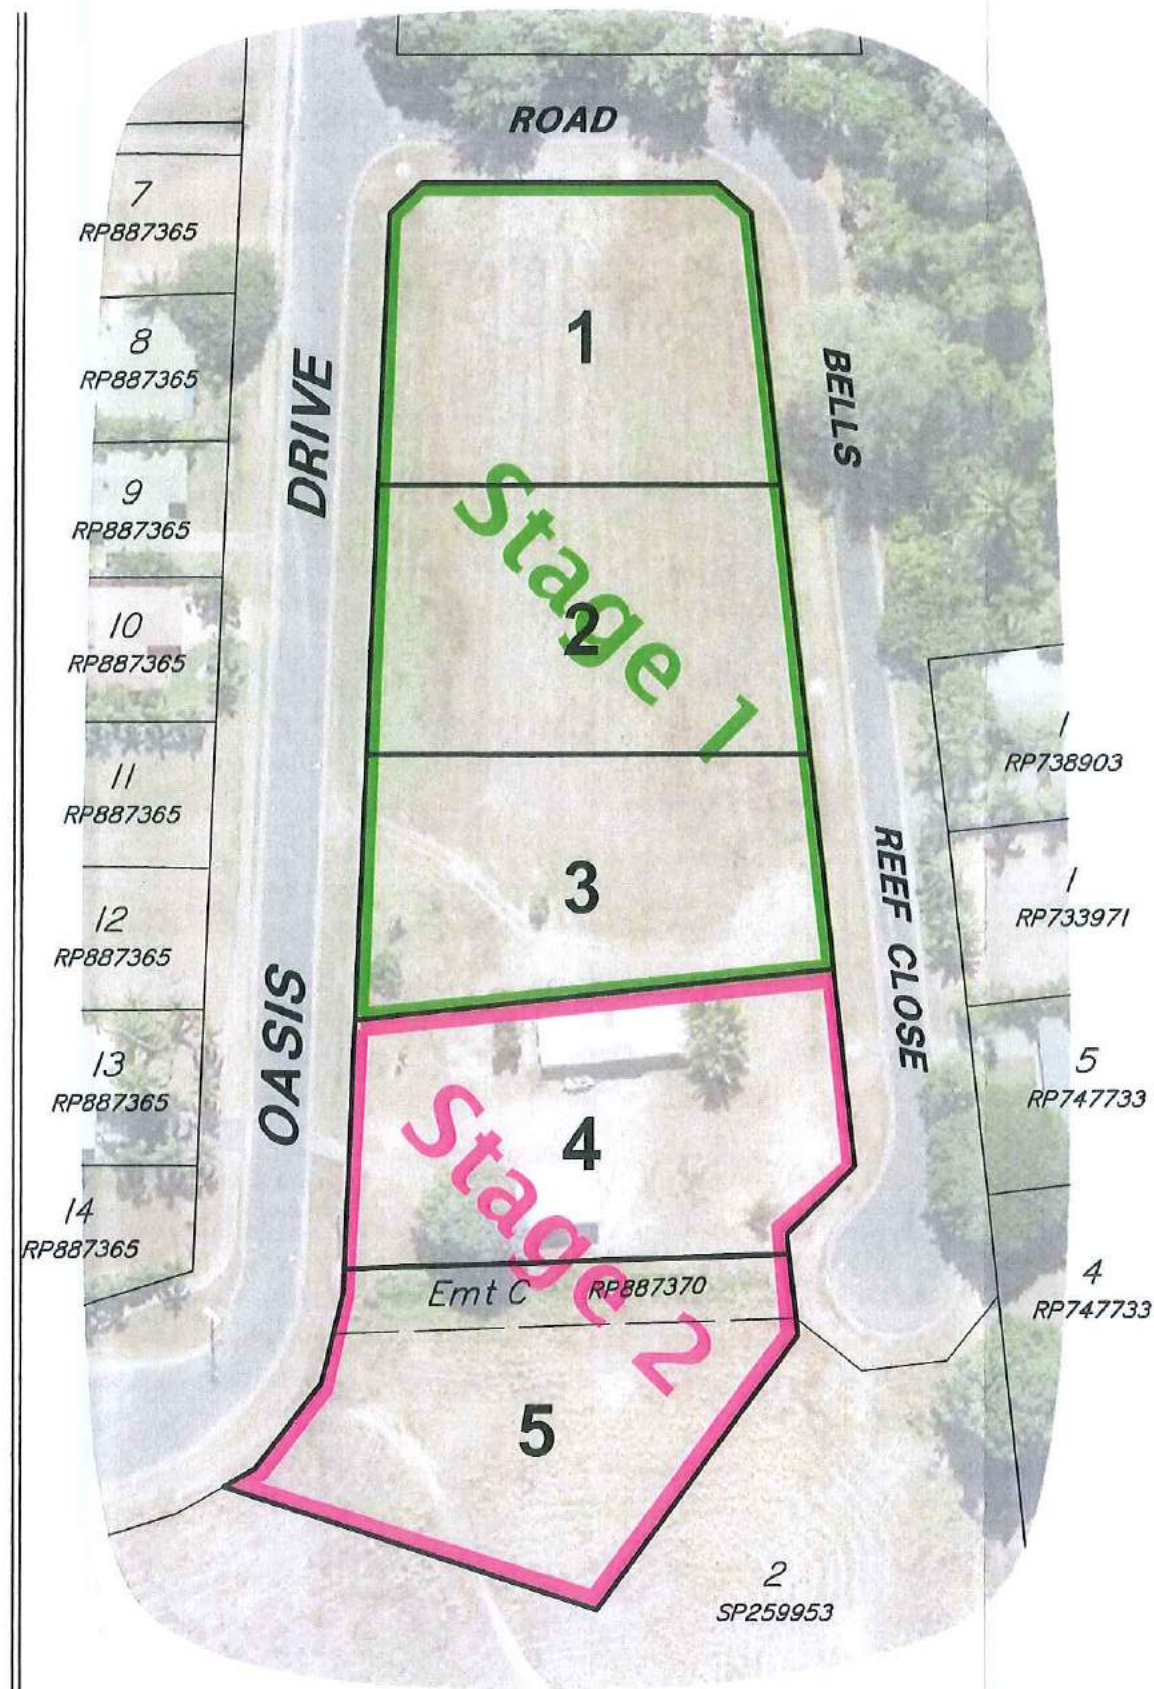 ROAD
7
RP887365
8
RP887365
9
RP887365
10
RP887365
11
RP887365
12
RP887365
13
RP887365
14
RP887365
OASIS DRIVE
1
Stage 1
2
3
Stage 2
4
Emt C RP887370
5
BELLS
REEF CLOSE
1
RP738903
1
RP733971
5
RP747733
4
RP747733
2
SP259953